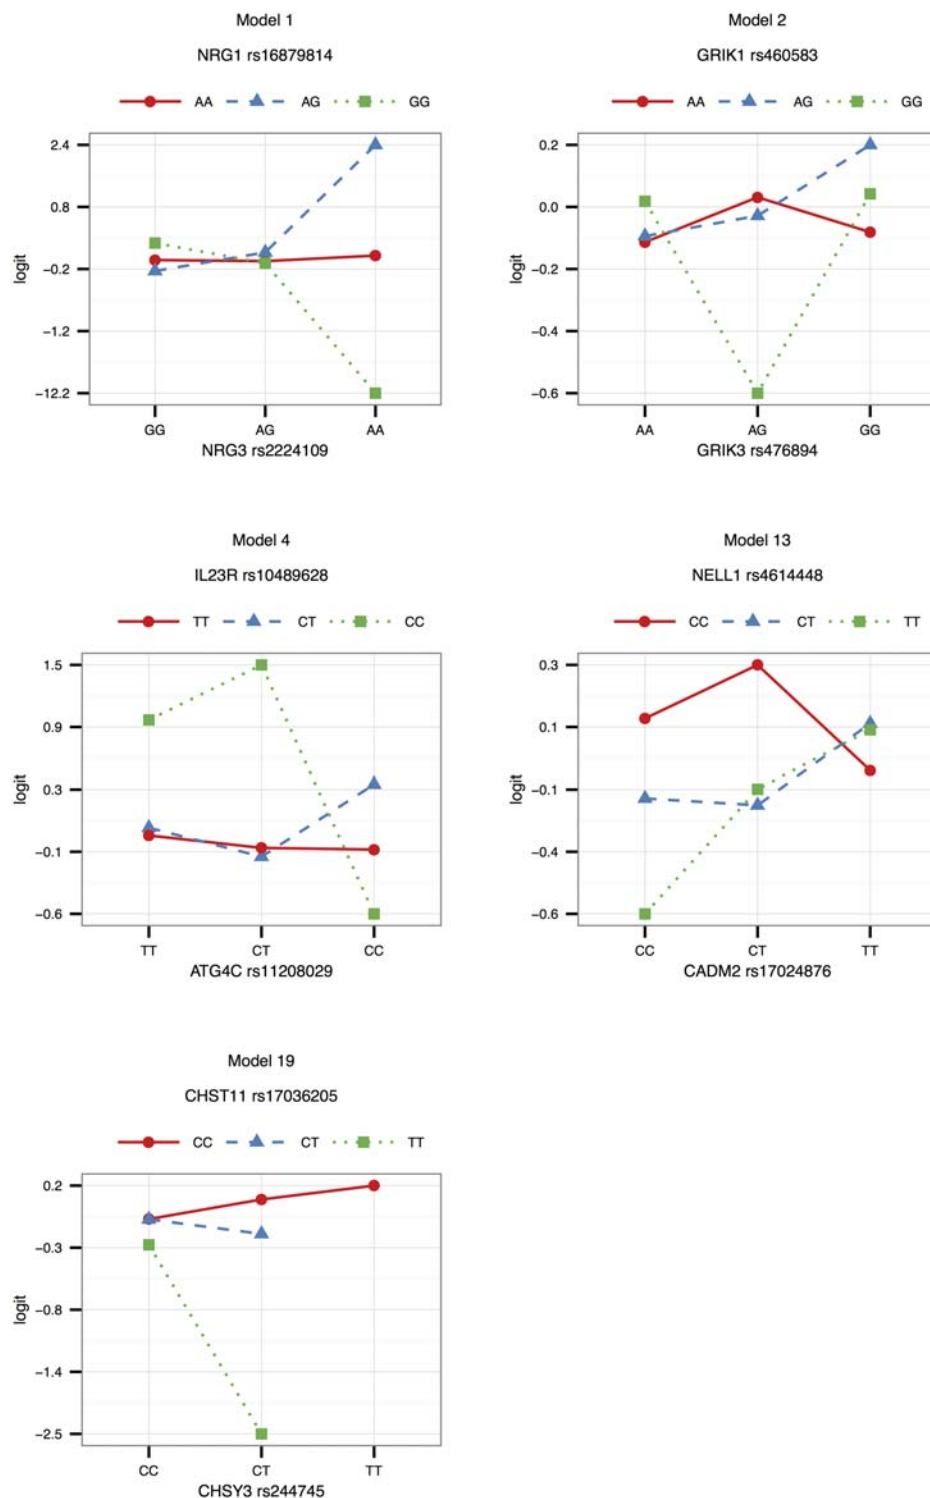 Model 1
NRG1 rs16879814
AA AG GG
2.4
0.8
−0.2
−1.2
−12.2
logit
GG AG AA
NRG3 rs2224109
Model 2
GRIK1 rs460583
AA AG GG
0.2
0.0
−0.2
−0.4
−0.6
logit
AA AG GG
GRIK3 rs476894
Model 4
IL23R rs10489628
TT CT CC
1.5
0.9
0.3
−0.1
−0.6
logit
TT CT CC
ATG4C rs11208029
Model 13
NELL1 rs4614448
CC CT TT
0.3
0.1
−0.1
−0.4
−0.6
logit
CC CT TT
CADM2 rs17024876
Model 19
CHST11 rs17036205
CC CT TT
0.2
−0.3
−0.8
−1.4
−2.5
logit
CC CT TT
CHSY3 rs244745